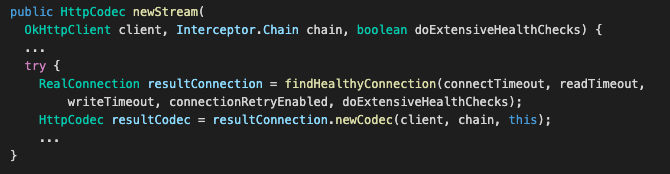 public HttpCodec newStream(
  OkHttpClient client, Interceptor.Chain chain, boolean doExtensiveHealthChecks) {
  ...
  try {
    RealConnection resultConnection = findHealthyConnection(connectTimeout, readTimeout,
        writeTimeout, connectionRetryEnabled, doExtensiveHealthChecks);
    HttpCodec resultCodec = resultConnection.newCodec(client, chain, this);
    ...
}